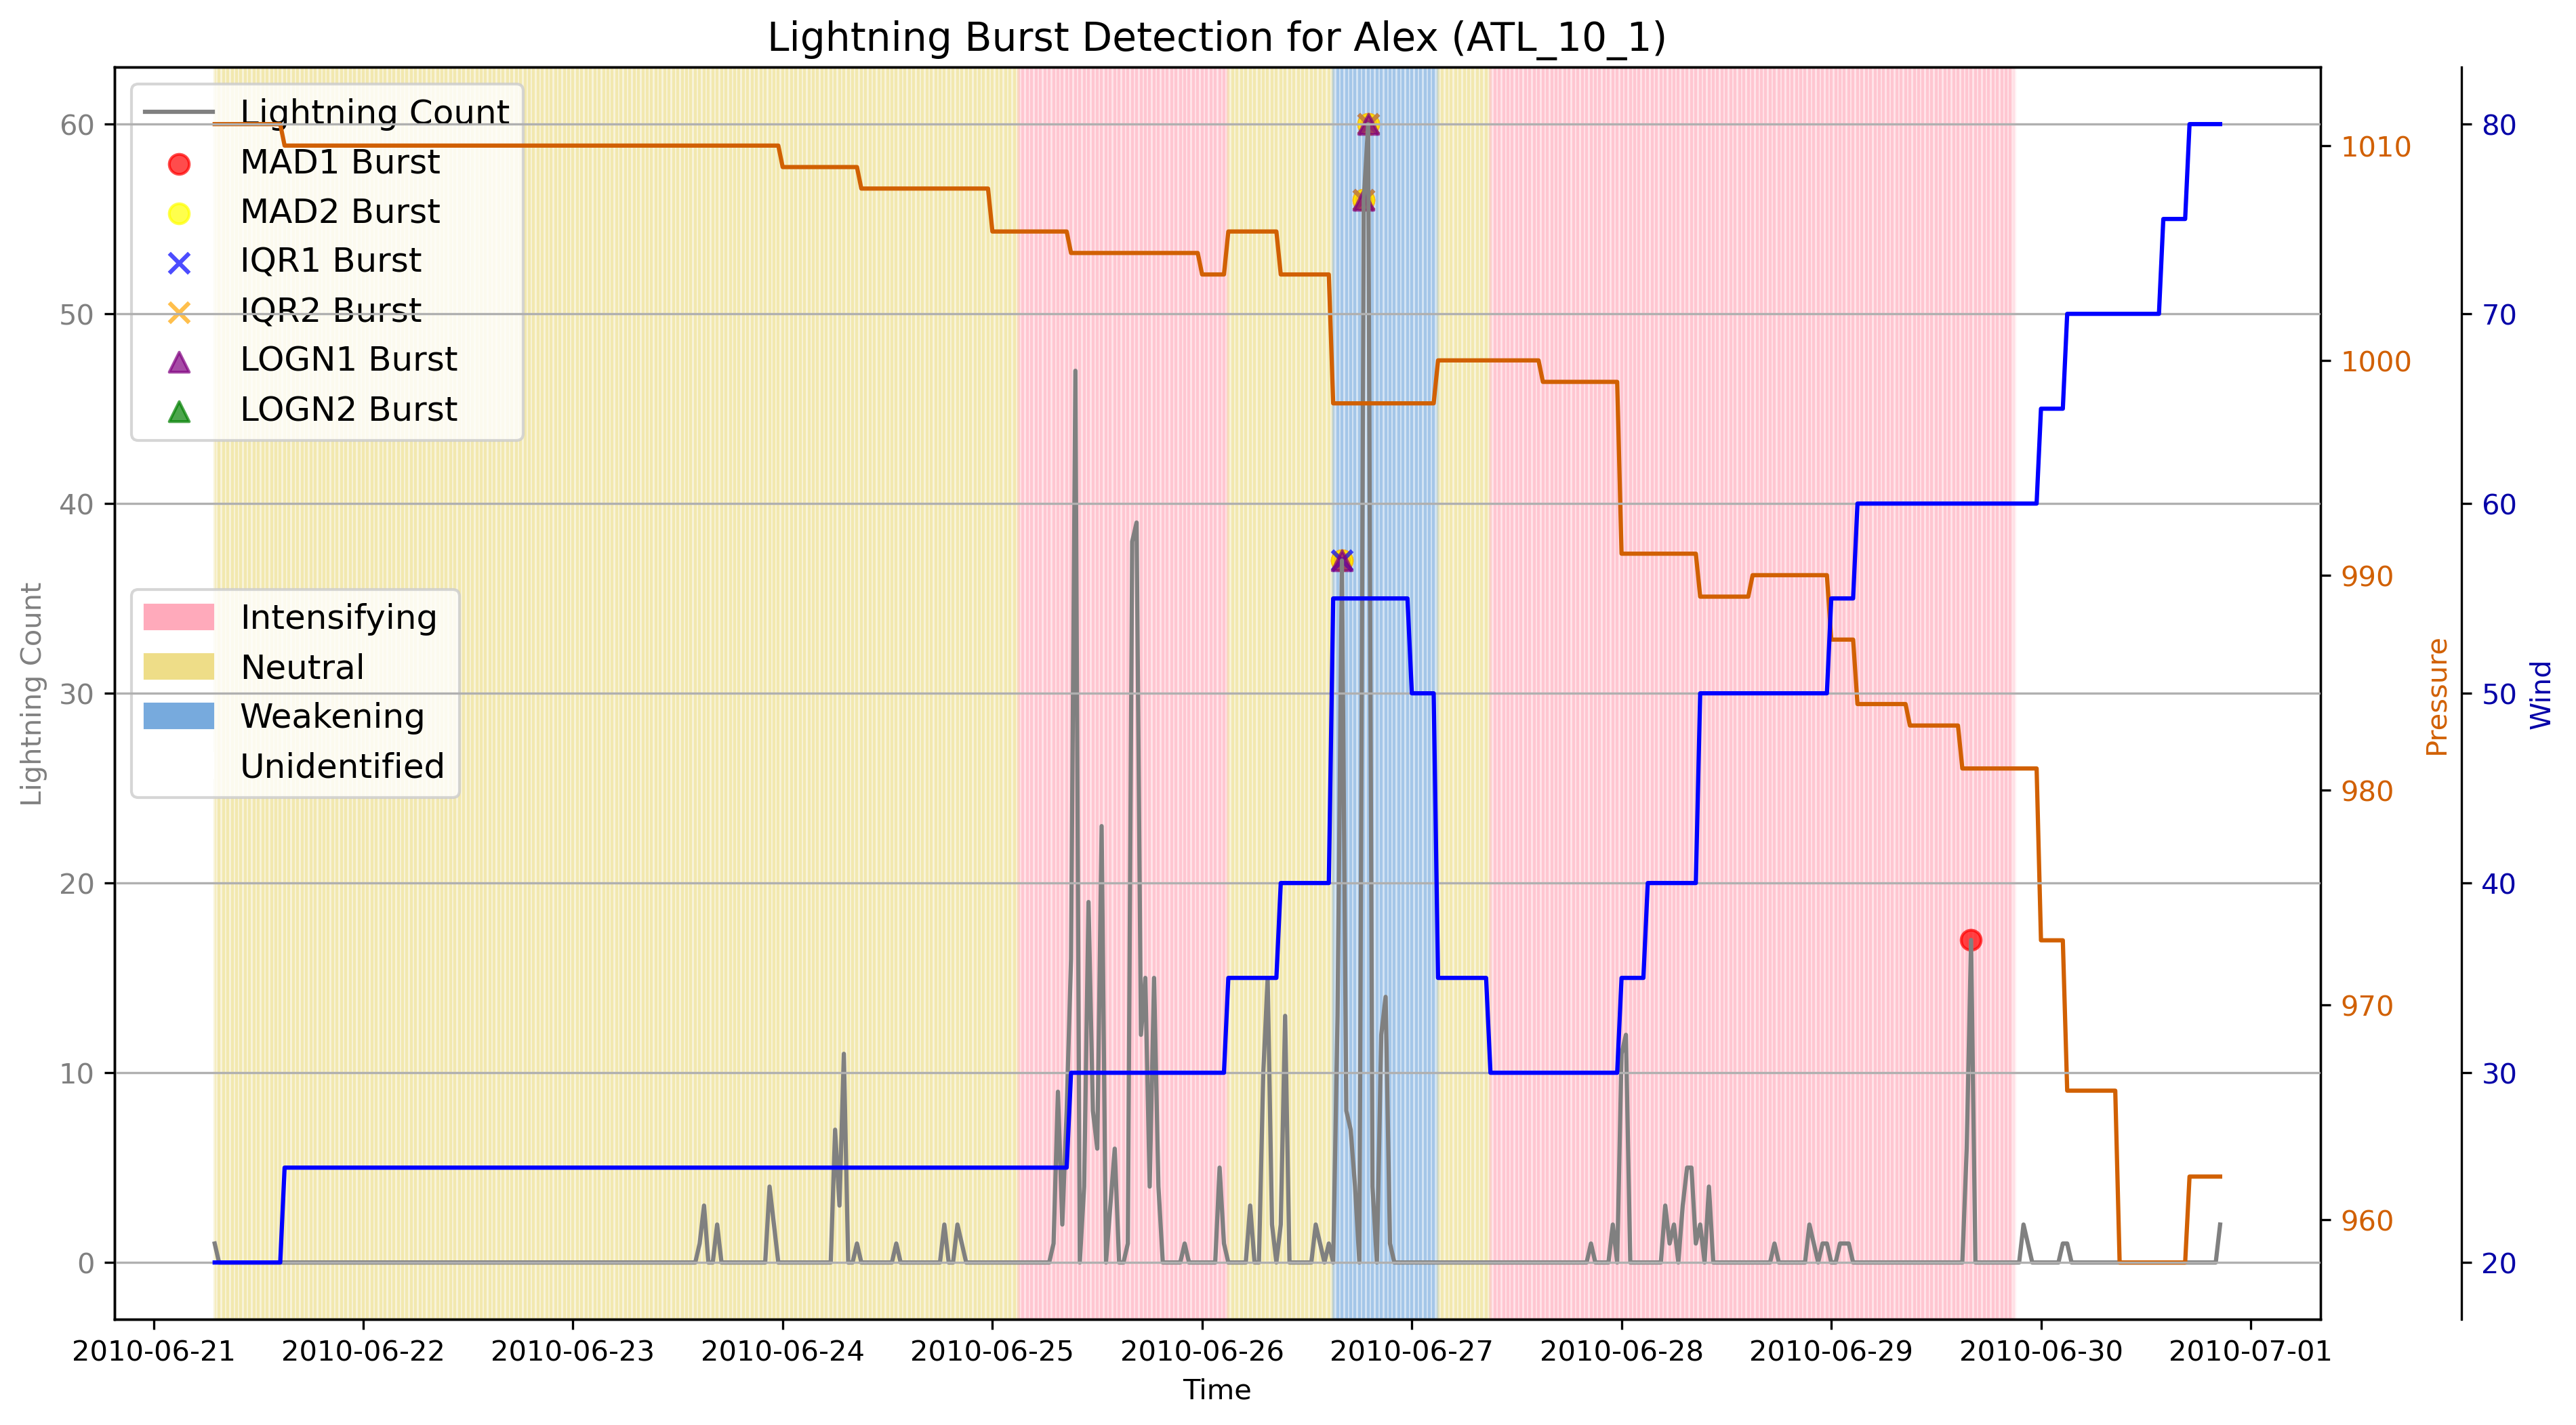 Lightning Burst Detection for Alex (ATL_10_1)
Lightning Count
MAD1 Burst
MAD2 Burst
IQR1 Burst
IQR2 Burst
LOGN1 Burst
LOGN2 Burst
Intensifying
Neutral
Weakening
Unidentified
60
50
40
30
20
10
0
Lightning Count
1010
1000
990
980
970
960
Pressure
80
70
60
50
40
30
20
Wind
2010-06-21 2010-06-22 2010-06-23 2010-06-24 2010-06-25 2010-06-26 2010-06-27 2010-06-28 2010-06-29 2010-06-30 2010-07-01
Time